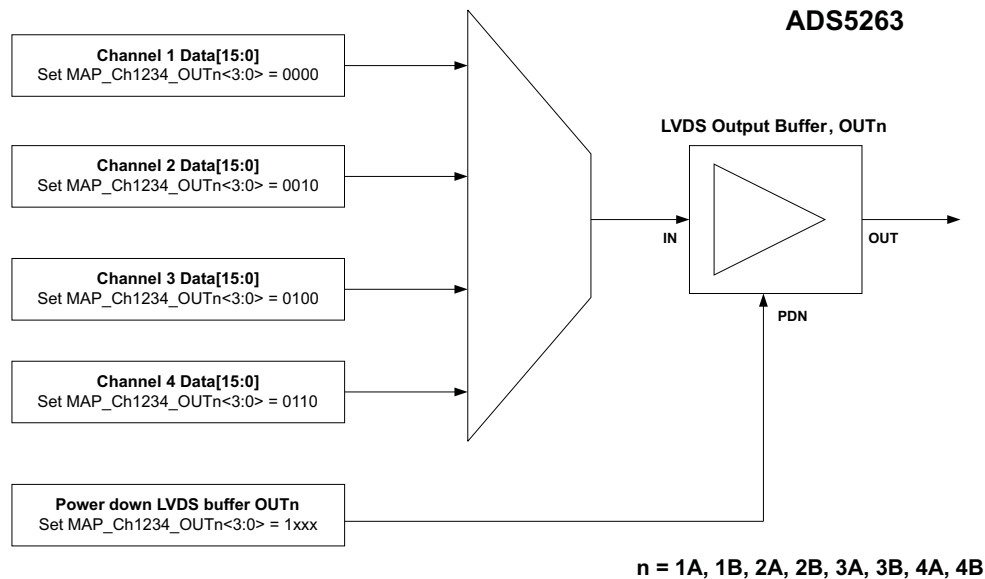 ADS5263
Channel 1 Data[15:0]
Set MAP_Ch1234_OUTn<3:0> = 0000
Channel 2 Data[15:0]
Set MAP_Ch1234_OUTn<3:0> = 0010
Channel 3 Data[15:0]
Set MAP_Ch1234_OUTn<3:0> = 0100
Channel 4 Data[15:0]
Set MAP_Ch1234_OUTn<3:0> = 0110
Power down LVDS buffer OUTn
Set MAP_Ch1234_OUTn<3:0> = 1xxx
LVDS Output Buffer, OUTn
IN
OUT
PDN
n = 1A, 1B, 2A, 2B, 3A, 3B, 4A, 4B